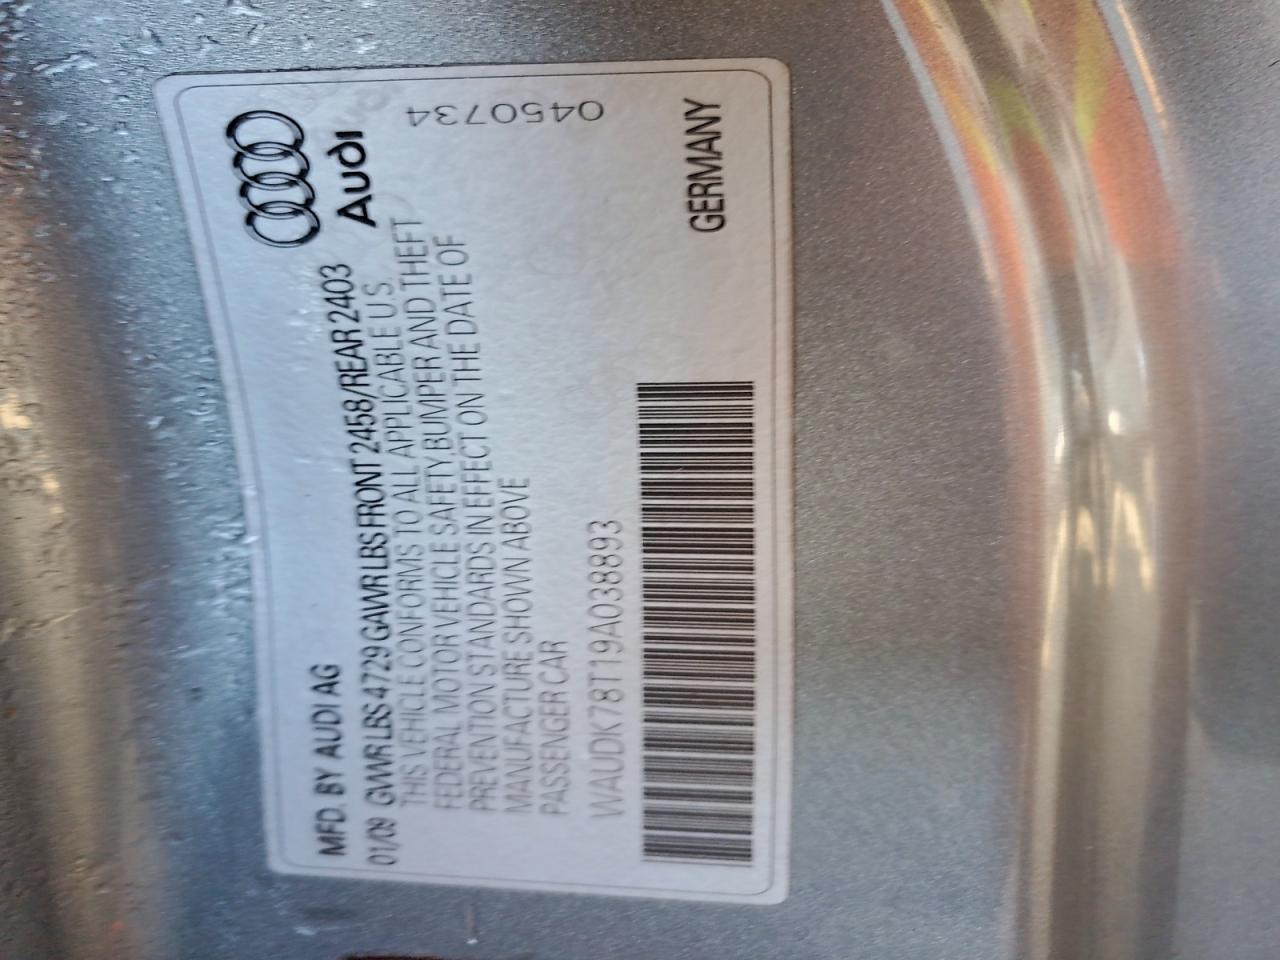 MFD. BY AUDI AG
01/09 GVWR LBS 4729 GAWR LBS FRONT 2458/REAR 2403
THIS VEHICLE CONFORMS TO ALL APPLICABLE U.S.
FEDERAL MOTOR VEHICLE SAFETY, BUMPER AND THEFT
PREVENTION STANDARDS IN EFFECT ON THE DATE OF
MANUFACTURE SHOWN ABOVE
PASSENGER CAR
WAUDK78T19A038893
Audi
0450734
GERMANY